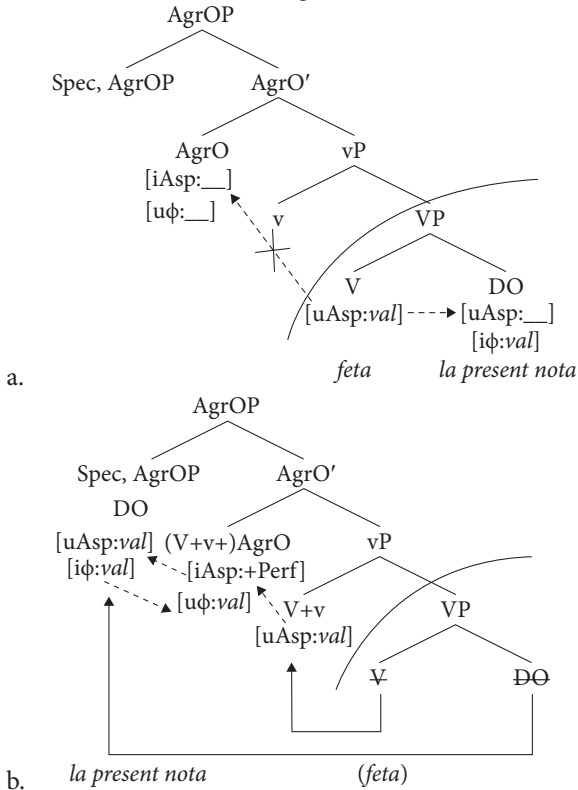 AgrOP
Spec, AgrOP AgrO′
AgrO vP
[iAsp:__]
[uϕ:__] v VP
V DO
[uAsp:val] [uAsp:__]
[iϕ:val]
a. feta la present nota
AgrOP
Spec, AgrOP AgrO′
DO
[uAsp:val] (V+v+)AgrO vP
[iϕ:val] [iAsp:+Perf]
[uϕ:val] V+v VP
[uAsp:val]
V DO
b. la present nota (feta)